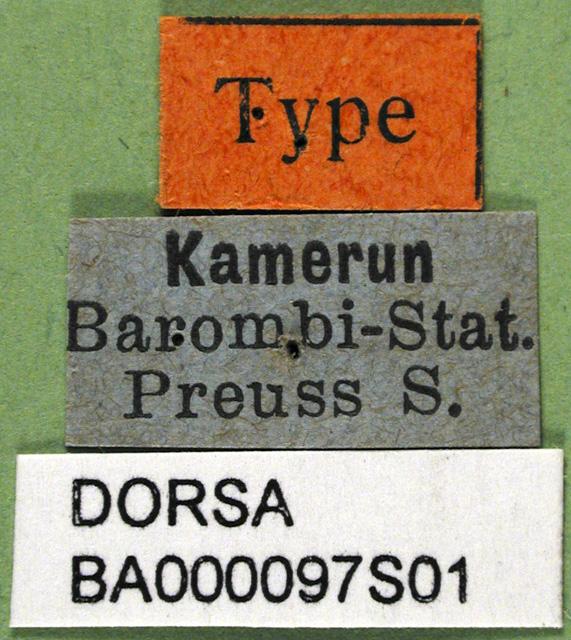 Type
Kamerun
Barombi-Stat.
Preuss S.
DORSA
BA000097S01